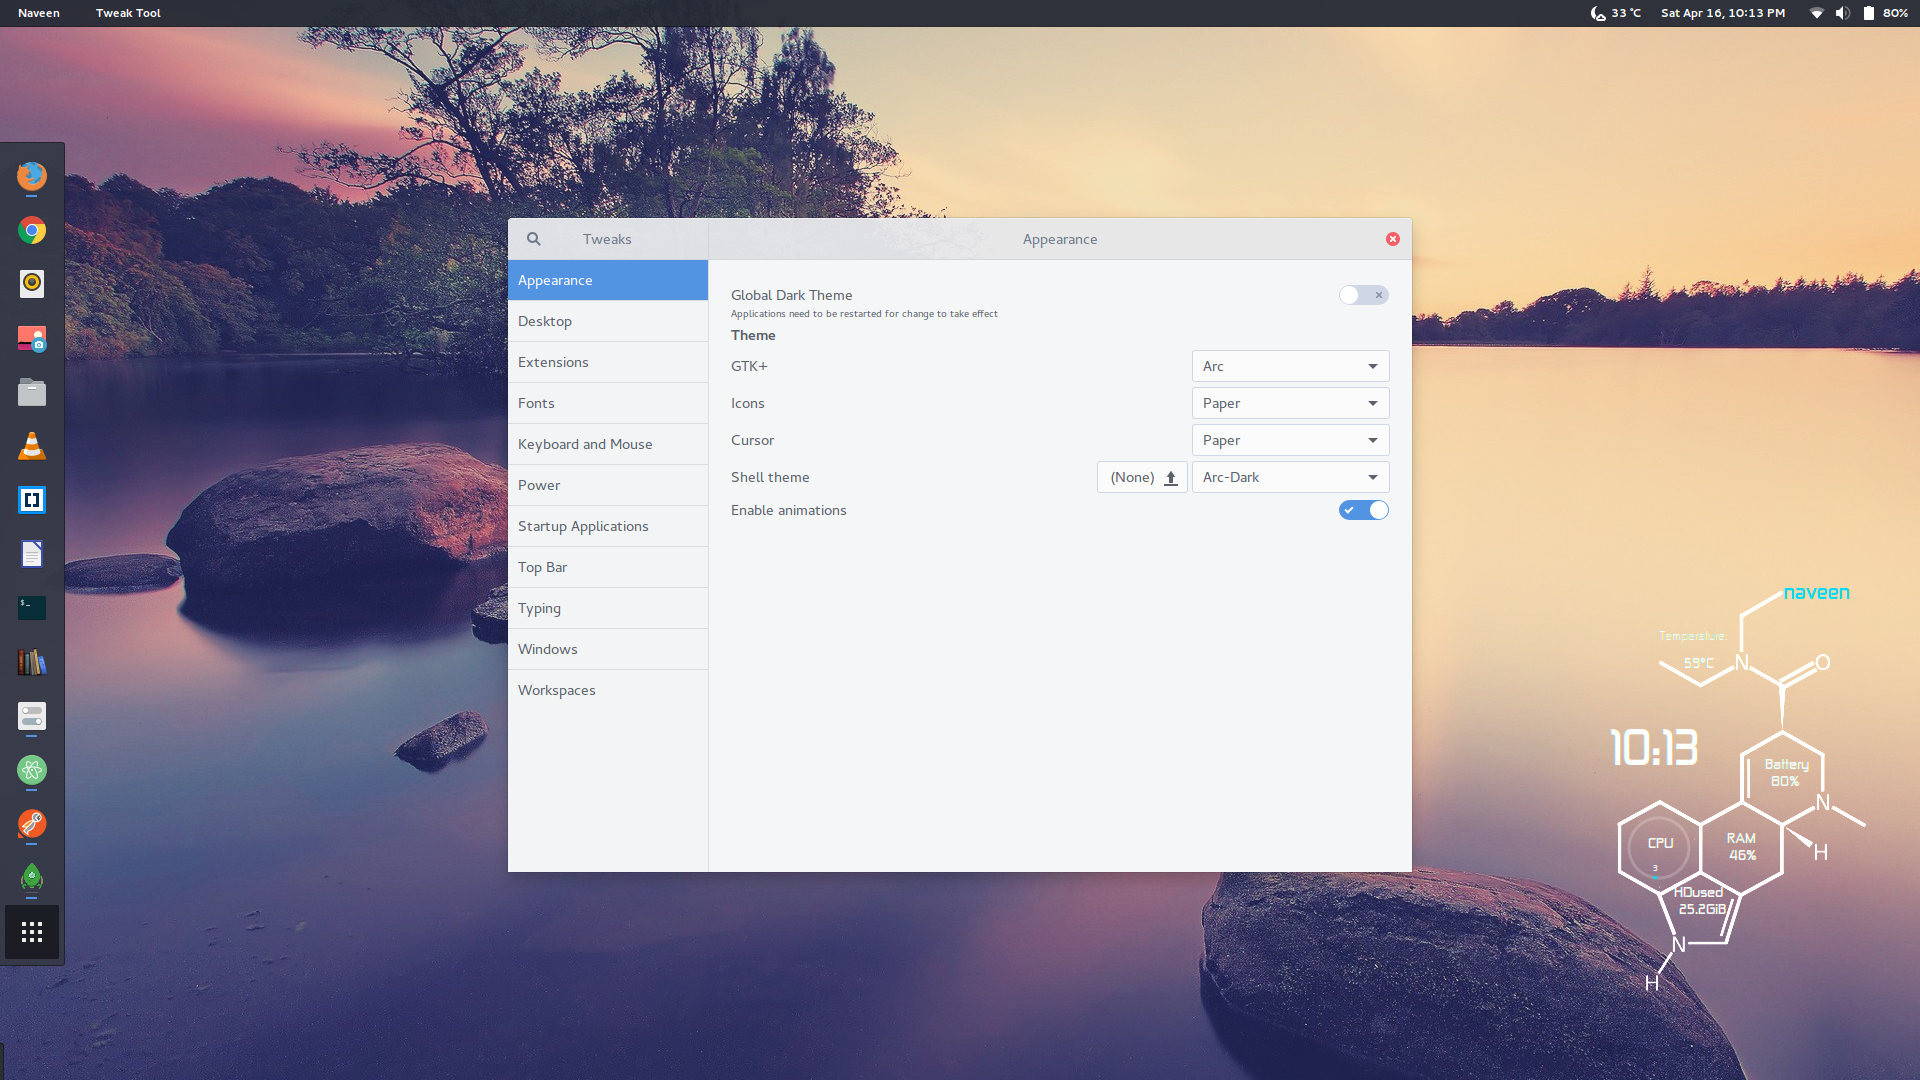 Naveen Tweak Tool 33 °C Sat Apr 16, 10:13 PM 80%
Tweaks Appearance
Appearance
Desktop
Extensions
Fonts
Keyboard and Mouse
Power
Startup Applications
Top Bar
Typing
Windows
Workspaces
Global Dark Theme
Applications need to be restarted for change to take effect
Theme
GTK+ Arc
Icons Paper
Cursor Paper
Shell theme (None) Arc-Dark
Enable animations
$_
naveen
Temperature:
59°C N O
10:13
Battery
80%
N
CPU
3
RAM
46%
H
HDused
25.2GiB
N
H